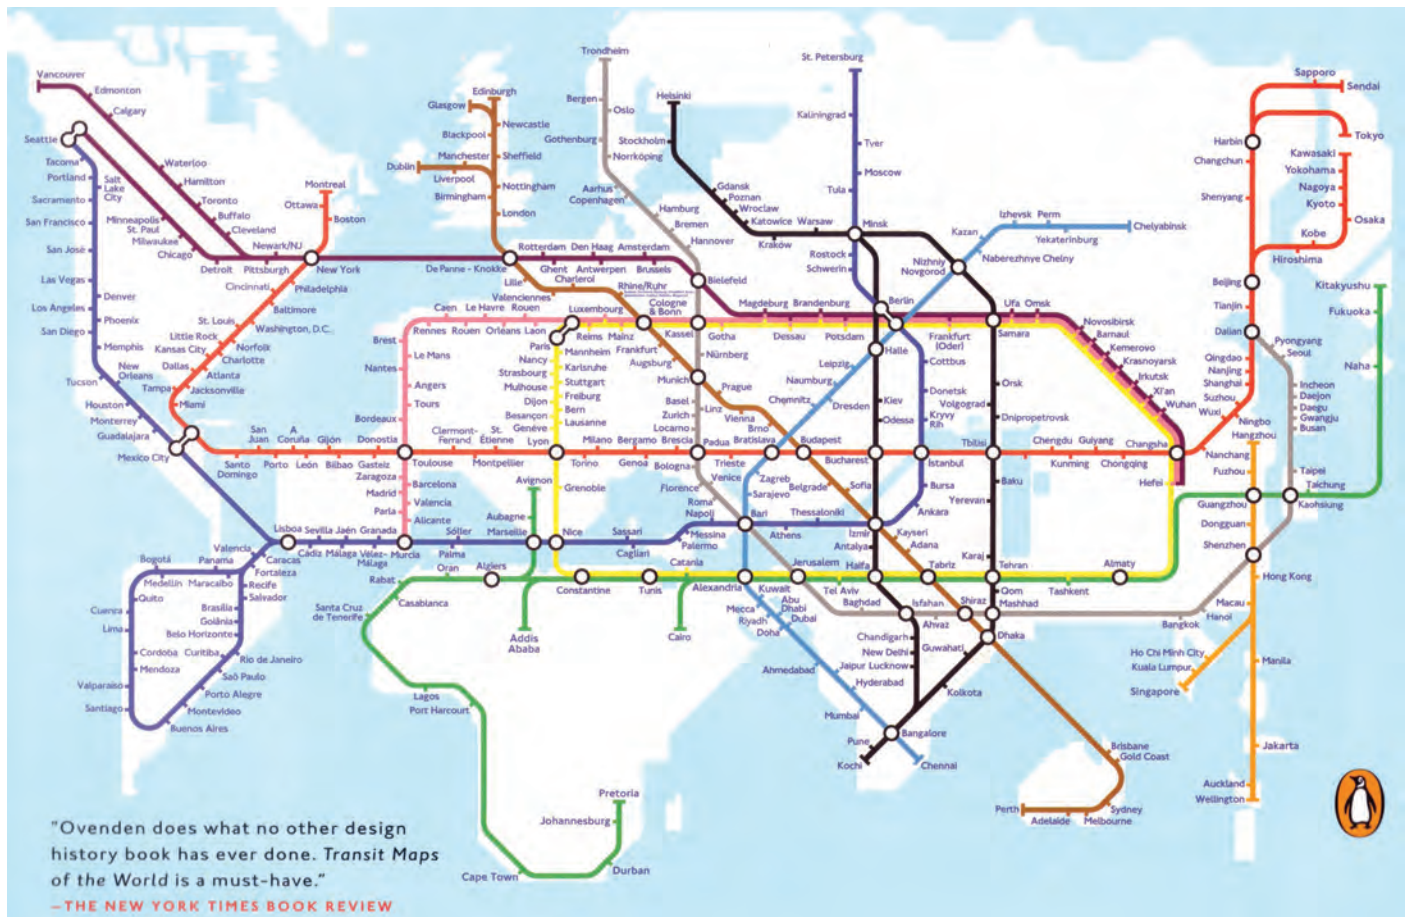 Trondheim
St. Petersburg
Vancouver
Edmonton
Calgary
Edinburgh
Glasgow
Newcastle
Blackpool
Bergen
Oslo
Helsinki
Kaliningrad
Sapporo
Sendai
Tokyo
Seattle
Tacoma
Portland
Salt
Lake
City
Sacramento
San Francisco
San José
Las Vegas
Los Angeles
San Diego
Denver
Phoenix
Memphis
New
Orleans
Tucson
Houston
Monterrey
Guadalajara
Mexico City
Waterloo
Hamilton
Toronto
Buffalo
Cleveland
Minneapolis
St. Paul
Milwaukee
Chicago
Detroit
Pittsburgh
Newark/NJ
New York
Montreal
Ottawa
Boston
Cincinnati
Philadelphia
Baltimore
St. Louis
Washington, D.C.
Little Rock
Kansas City
Norfolk
Charlotte
Dallas
Atlanta
Tampa
Jacksonville
Miami
Dublin
Manchester
Liverpool
Sheffield
Birmingham
Nottingham
London
Gothenburg
Norrköping
Stockholm
Aarhus
Copenhagen
Hamburg
Bremen
Hannover
Gdansk
Poznan
Wroclaw
Katowice
Warsaw
Kraków
Tver
Moscow
Tula
Minsk
Rostock
Schwerin
Berlin
Kazan
Izhevsk
Perm
Yekaterinburg
Chelyabinsk
Naberezhnye Chelny
Nizhniy
Novgorod
Harbin
Changchun
Shenyang
Kawasaki
Yokohama
Nagoya
Kyoto
Osaka
Kobe
Hiroshima
Beijing
Tianjin
Dalian
Qingdao
Nanjing
Shanghai
Suzhou
Wuxi
Kitakyushu
Fukuoka
Naha
Pyongyang
Seoul
Incheon
Daejon
Daegu
Gwangju
Busan
De Panne - Knokke
Rotterdam
Den Haag
Amsterdam
Ghent
Antwerpen
Brussels
Lille
Charleroi
Valenciennes
Rhine/Ruhr
Bielefeld
Caen
Le Havre
Rouen
Luxembourg
Cologne
& Bonn
Magdeburg
Brandenburg
Ufa
Omsk
Novosibirsk
Barnaul
Kemerovo
Krasnoyarsk
Irkutsk
Xi'an
Wuhan
Rennes
Rouen
Orléans
Laon
Reims
Mainz
Kassel
Gotha
Dessau
Potsdam
Frankfurt
(Oder)
Samara
Brest
Le Mans
Nantes
Angers
Tours
Bordeaux
Paris
Nancy
Strasbourg
Mulhouse
Dijon
Besançon
Genève
Lyon
Mannheim
Karlsruhe
Stuttgart
Freiburg
Bern
Lausanne
Frankfurt
Augsburg
Nürnberg
Munich
Basel
Zurich
Locarno
Linz
Prague
Vienna
Brno
Leipzig
Halle
Naumburg
Chemnitz
Dresden
Kiev
Odessa
Cottbus
Donetsk
Kryvy
Rih
Orsk
Volgograd
Dnipropetrovsk
San
Juan
A
Coruña
Gijón
Donostia
Santo
Domingo
Porto
León
Bilbao
Gasteiz
Zaragoza
Toulouse
Clermont-
Ferrand
St.
Étienne
Montpellier
Torino
Milano
Bergamo
Brescia
Genoa
Padua
Bologna
Trieste
Bratislava
Budapest
Bucharest
Istanbul
Tbilisi
Chengdu
Guiyang
Changsha
Kunming
Chongqing
Hefei
Ningbo
Hangzhou
Nanchang
Fuzhou
Guangzhou
Dongguan
Shenzhen
Taipei
Taichung
Kaohsiung
Madrid
Parla
Barcelona
Valencia
Alicante
Avignon
Aubagne
Marseille
Grenoble
Nice
Florence
Venice
Roma
Napoli
Zagreb
Sarajevo
Belgrade
Sofia
Bursa
Ankara
Baku
Yerevan
Bari
Thessaloniki
Athens
Izmir
Antalya
Kayseri
Adana
Karaj
Lisboa
Sevilla
Jaén
Granada
Cádiz
Málaga
Vélez-
Málaga
Murcia
Sóller
Palma
Sassari
Cagliari
Messina
Palermo
Valencia
Caracas
Panama
Bogotá
Medellín
Maracaibo
Fortaleza
Recife
Salvador
Quito
Cuenca
Lima
Brasília
Goiânia
Belo Horizonte
Cordoba
Curitiba
Mendoza
Rio de Janeiro
Saõ Paulo
Porto Alegre
Montevideo
Buenos Aires
Valparaiso
Santiago
Rabat
Oran
Algiers
Constantine
Tunis
Catania
Alexandria
Jerusalem
Haifa
Tabriz
Tehran
Almaty
Casablanca
Santa Cruz
de Tenerife
Addis
Ababa
Cairo
Kuwait
Abu
Dhabi
Dubai
Mecca
Riyadh
Doha
Tel Aviv
Baghdad
Isfahan
Ahvaz
Shiraz
Qom
Mashhad
Tashkent
Dhaka
Hong Kong
Macau
Hanoi
Bangkok
Chandigarh
New Delhi
Jaipur
Lucknow
Guwahati
Ahmedabad
Hyderabad
Kolkota
Mumbai
Pune
Kochi
Bangalore
Chennai
Ho Chi Minh City
Kuala Lumpur
Singapore
Manila
Jakarta
Auckland
Wellington
Lagos
Port Harcourt
Pretoria
Johannesburg
Cape Town
Durban
Brisbane
Gold Coast
Perth
Adelaide
Melbourne
Sydney
"Ovenden does what no other design
history book has ever done. Transit Maps
of the World is a must-have."
–THE NEW YORK TIMES BOOK REVIEW